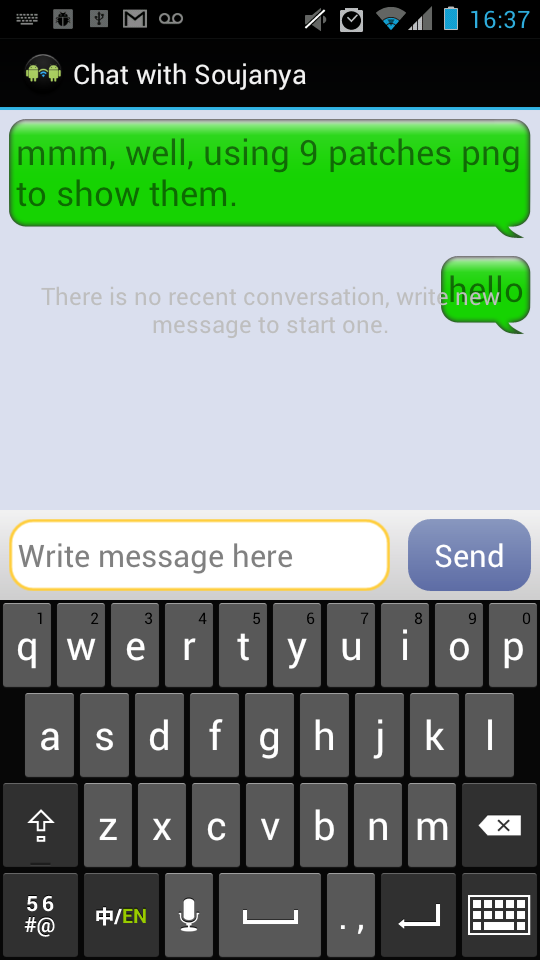 16:37
Chat with Soujanya
mmm, well, using 9 patches png
to show them.
hello
There is no recent conversation, write new
message to start one.
Write message here
Send
1 2 3 4 5 6 7 8 9 0
q w e r t y u i o p
a s d f g h j k l
z x c v b n m
5 6
#@
中/EN
. ,